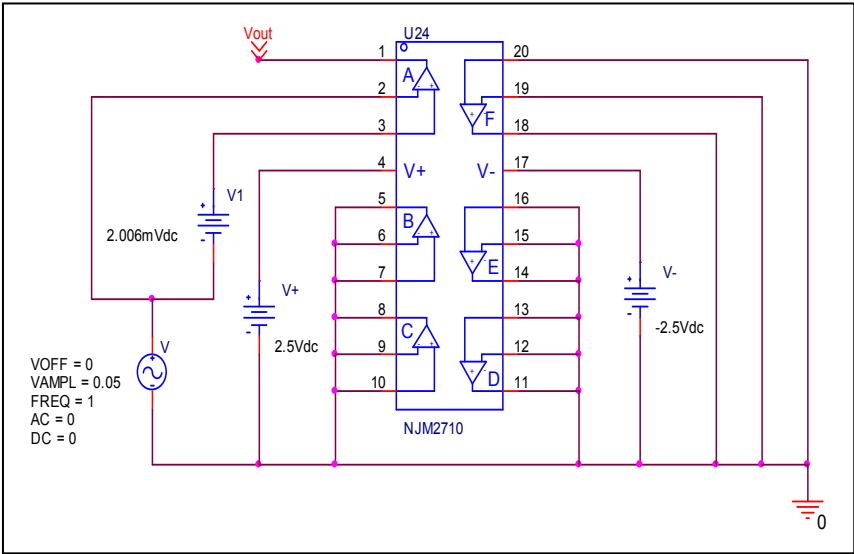 Vout
U24
1
20
A
2
19
F
3
18
4
V+
V-
17
V1
5
16
+
B
2.006mVdc
6
15
-
E
7
14
V+
V-
+
8
13
+
C
2.5Vdc
9
12
-2.5Vdc
-
-
V
D
VOFF = 0
10
11
VAMPL = 0.05
FREQ = 1
NJM2710
AC = 0
DC = 0
0